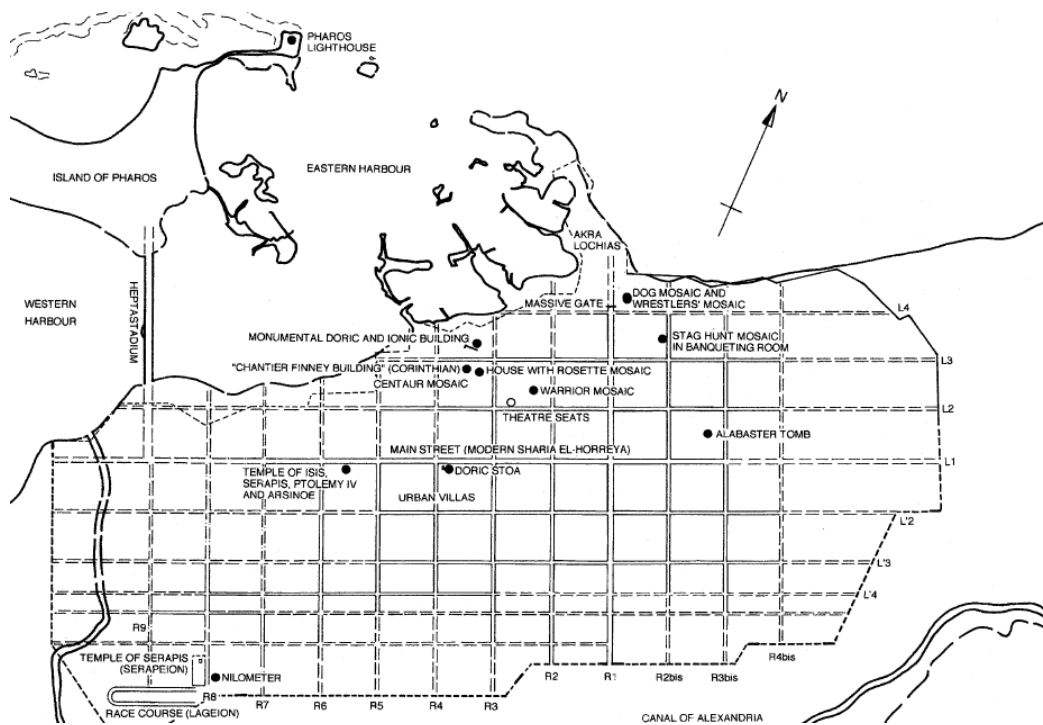 PHAROS
LIGHTHOUSE
N
ISLAND OF PHAROS
EASTERN HARBOUR
AKRA
LOCHIAS
WESTERN
HARBOUR
HEPTASTADIUM
MASSIVE GATE
DOG MOSAIC AND
WRESTLERS' MOSAIC
L4
MONUMENTAL DORIC AND IONIC BUILDING
STAG HUNT MOSAIC
IN BANQUETING ROOM
L3
"CHANTIER FINNEY BUILDING" (CORINTHIAN)
CENTAUR MOSAIC
HOUSE WITH ROSETTE MOSAIC
WARRIOR MOSAIC
L2
THEATRE SEATS
ALABASTER TOMB
MAIN STREET (MODERN SHARIA EL-HORREYA)
L1
TEMPLE OF ISIS,
SERAPIS, PTOLEMY IV
AND ARSINOE
DORIC STOA
URBAN VILLAS
L'2
L'3
L'4
R9
R4bis
TEMPLE OF SERAPIS
(SERAPEION)
NILOMETER
R8
R7
R6
R5
R4
R3
R2
R1
R2bis
R3bis
RACE COURSE (LAGEION)
CANAL OF ALEXANDRIA